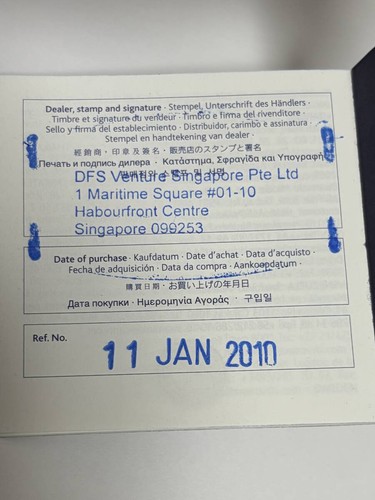 Dealer, stamp and signature · Stempel, Unterschrift des Händlers ·
Timbre et signature du vendeur · Timbro e firma del rivenditore ·
Sello y firma del establecimiento · Distribuidor, carimbo e assinatura ·
Stempel en handtekening van dealer ·
經銷商·印章及簽名·販売店のスタンプと署名
Печать и подпись дилера · Κατάστημα, Σφραγίδα και Υπογραφή
DFS Venture Singapore Pte Ltd
1 Maritime Square #01-10
Habourfront Centre
Singapore 099253
Date of purchase · Kaufdatum · Date d'achat · Data d'acquisto ·
Fecha de adquisición · Data da compra · Aankoopdatum ·
購買日期·お買い上げの年月日
Дата покупки · Ημερομηνία Αγοράς · 구입일
Ref. No.
11 JAN 2010